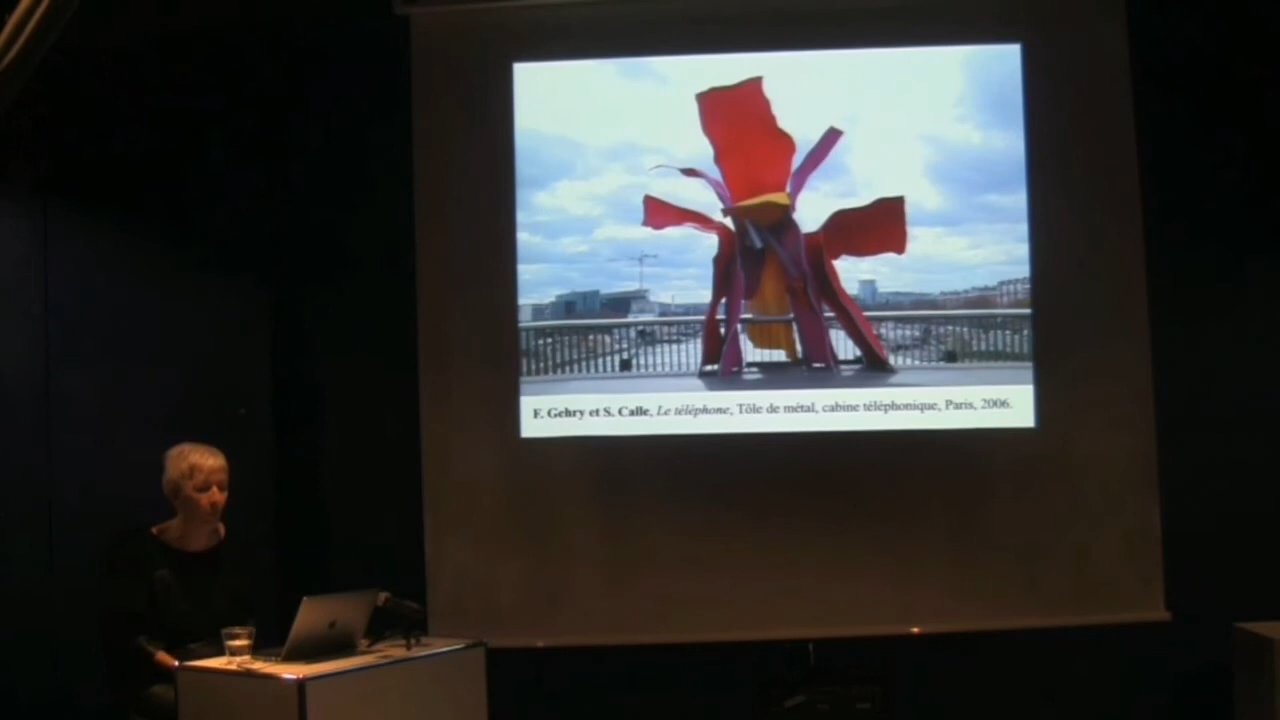 F. Gehry et S. Calle, Le téléphone, Tôle de métal, cabine téléphonique, Paris, 2006.